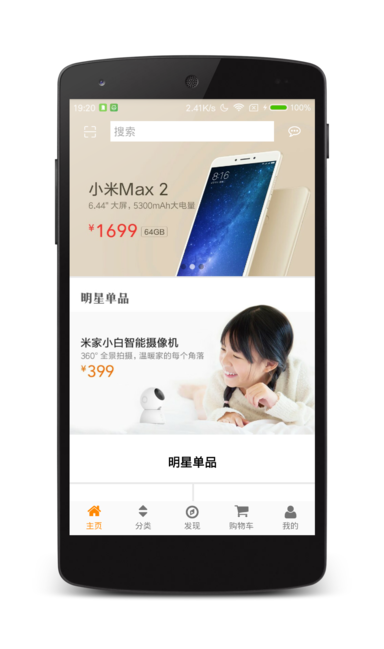 19:20 2.41K/s 100%
搜索
8:16
小米Max 2
6.44" 大屏，5300mAh大电量
¥1699 64GB
明星单品
米家小白智能摄像机
360° 全景拍摄，温暖家的每个角落
¥399
明星单品
主页 分类 发现 购物车 我的